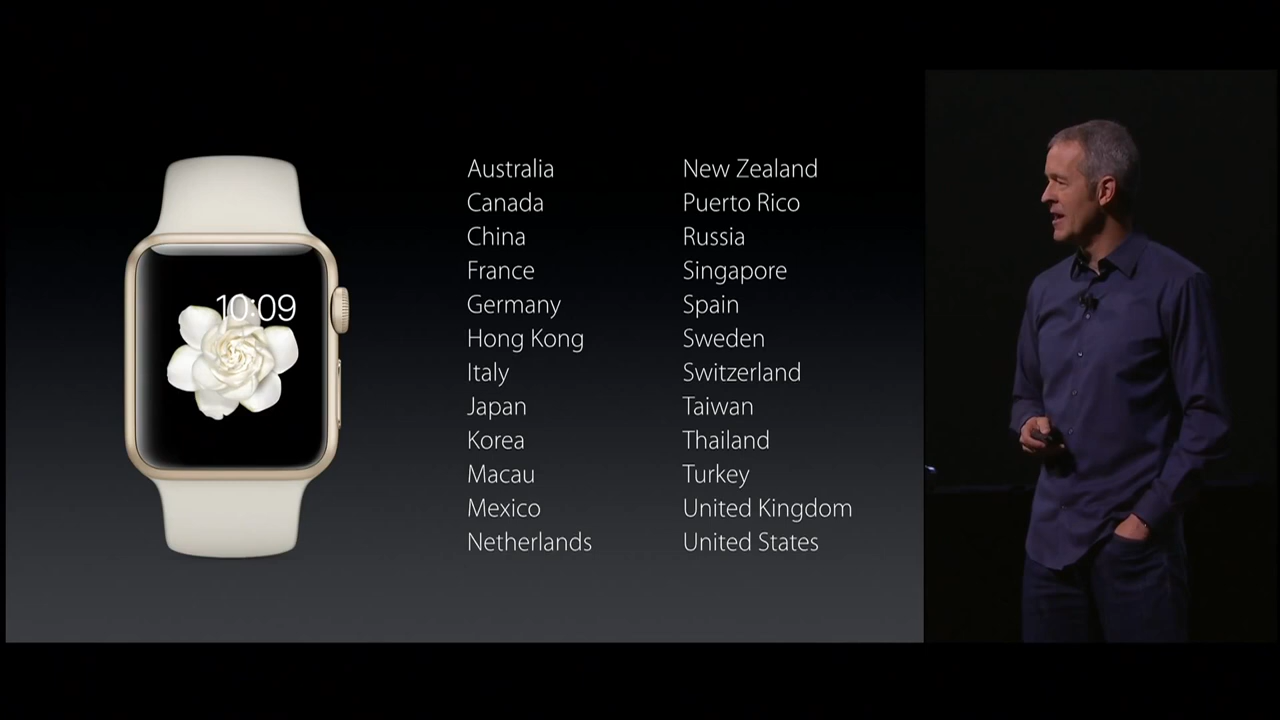 10:09
Australia
Canada
China
France
Germany
Hong Kong
Italy
Japan
Korea
Macau
Mexico
Netherlands
New Zealand
Puerto Rico
Russia
Singapore
Spain
Sweden
Switzerland
Taiwan
Thailand
Turkey
United Kingdom
United States